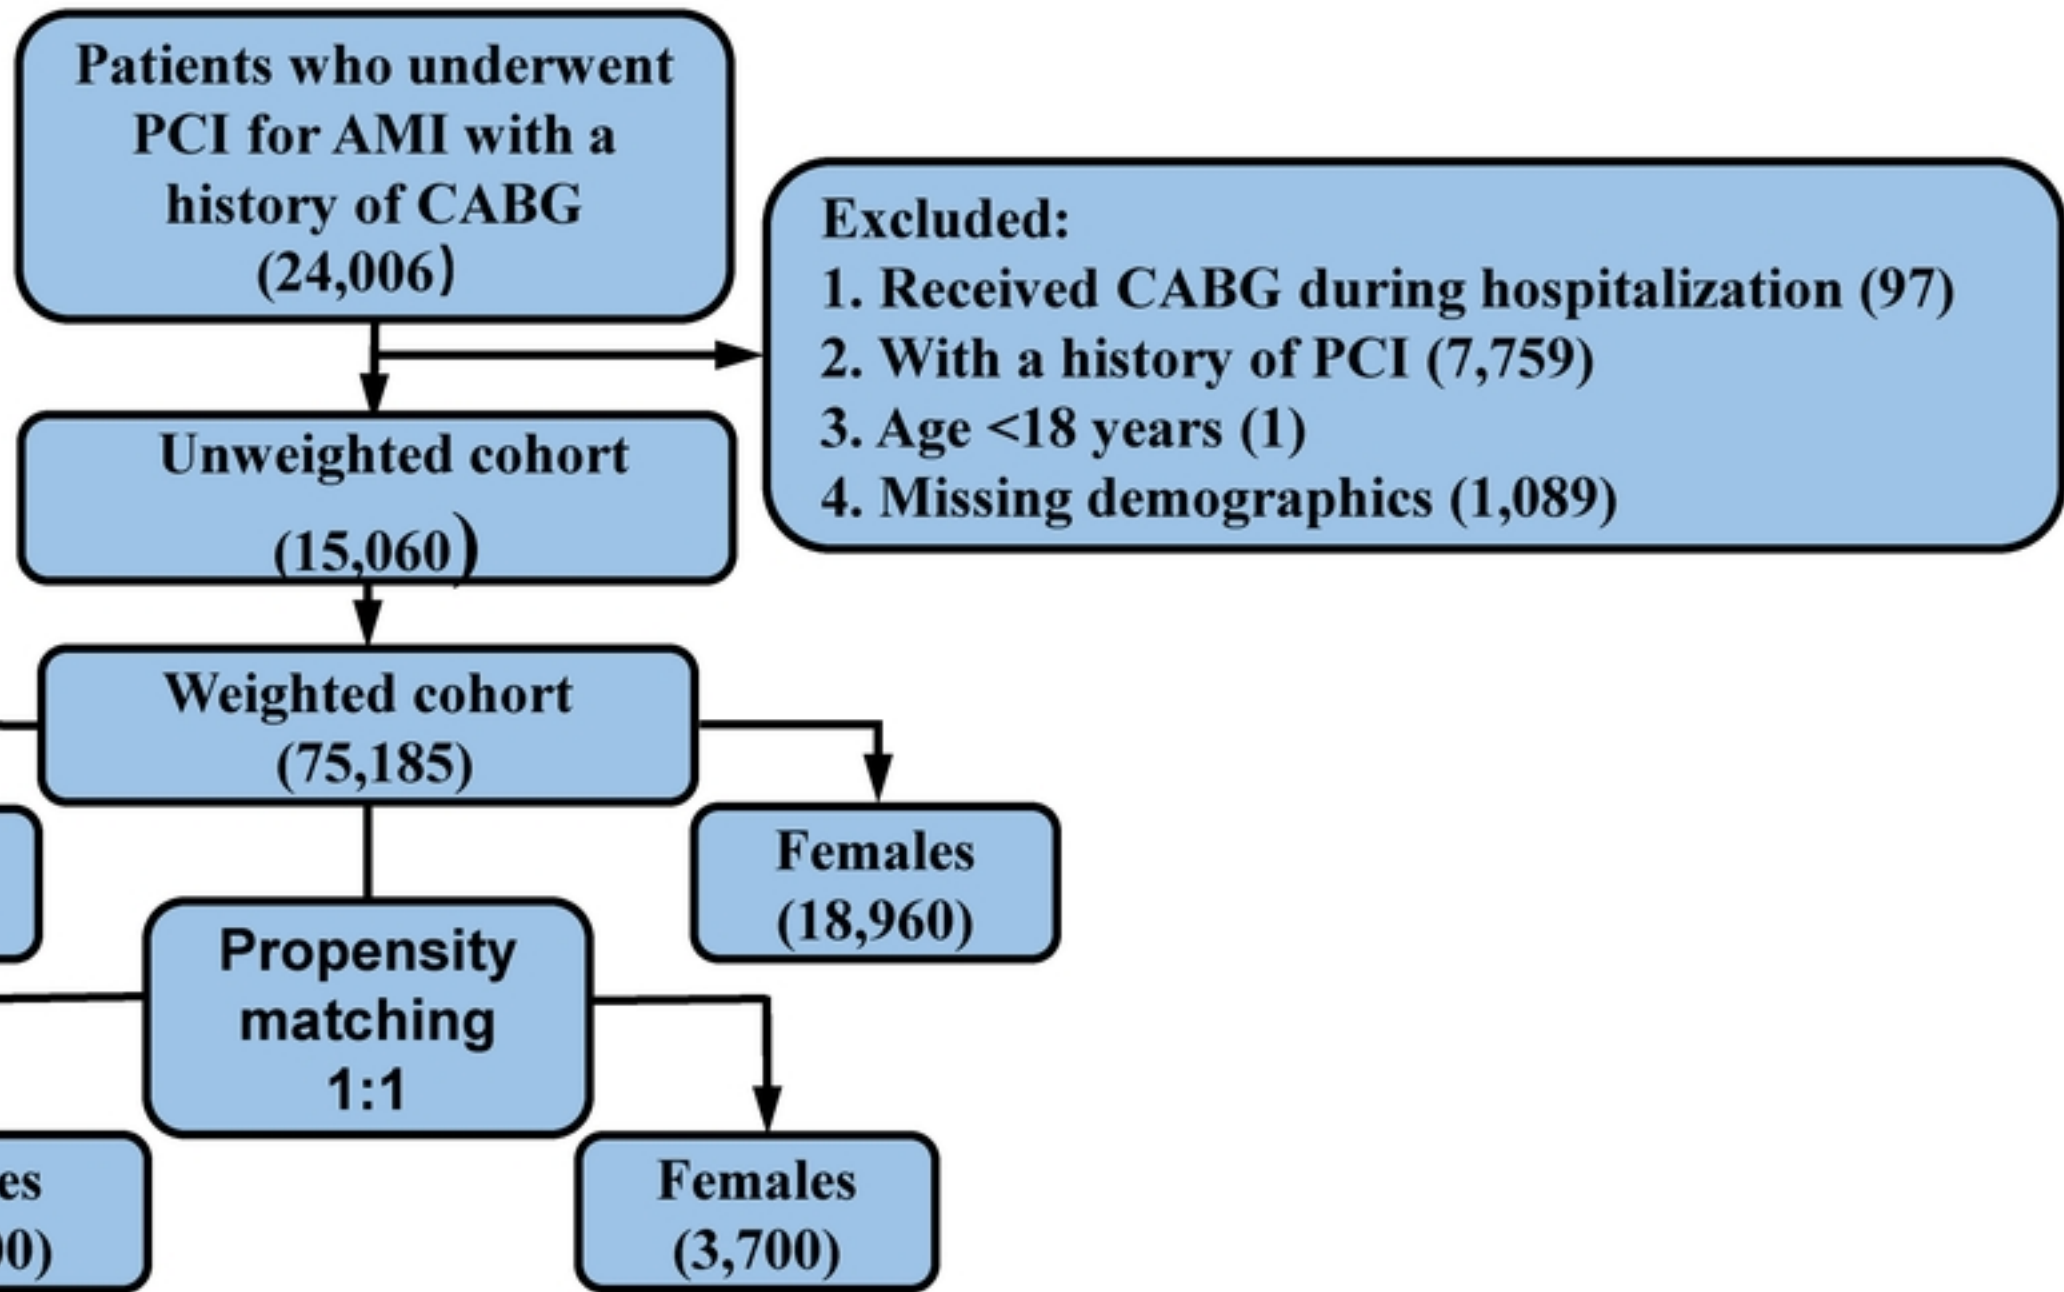 Patients who underwent
PCI for AMI with a
history of CABG
(24,006)
Excluded:
1. Received CABG during hospitalization (97)
2. With a history of PCI (7,759)
3. Age <18 years (1)
4. Missing demographics (1,089)
Unweighted cohort
(15,060)
Weighted cohort
(75,185)
Females
(18,960)
Propensity
matching
1:1
es
00)
Females
(3,700)